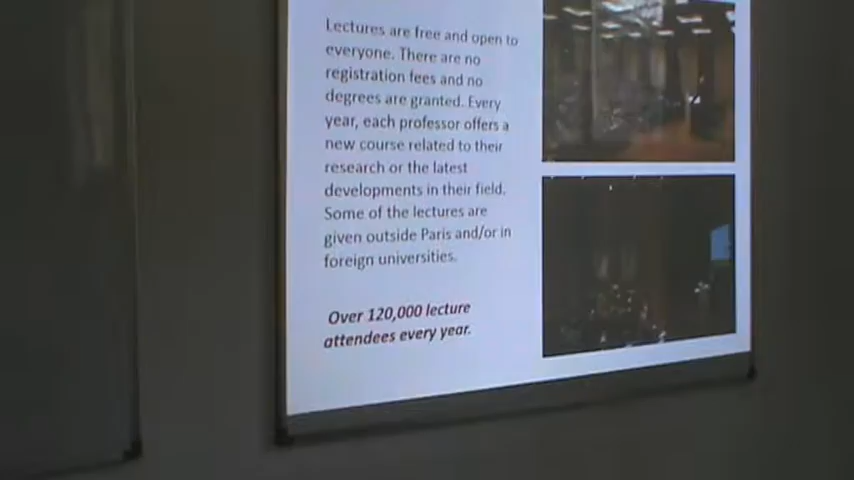 Lectures are free and open to
everyone. There are no
registration fees and no
degrees are granted. Every
year, each professor offers a
new course related to their
research or the latest
developments in their field.
Some of the lectures are
given outside Paris and/or in
foreign universities.
Over 120,000 lecture
attendees every year.